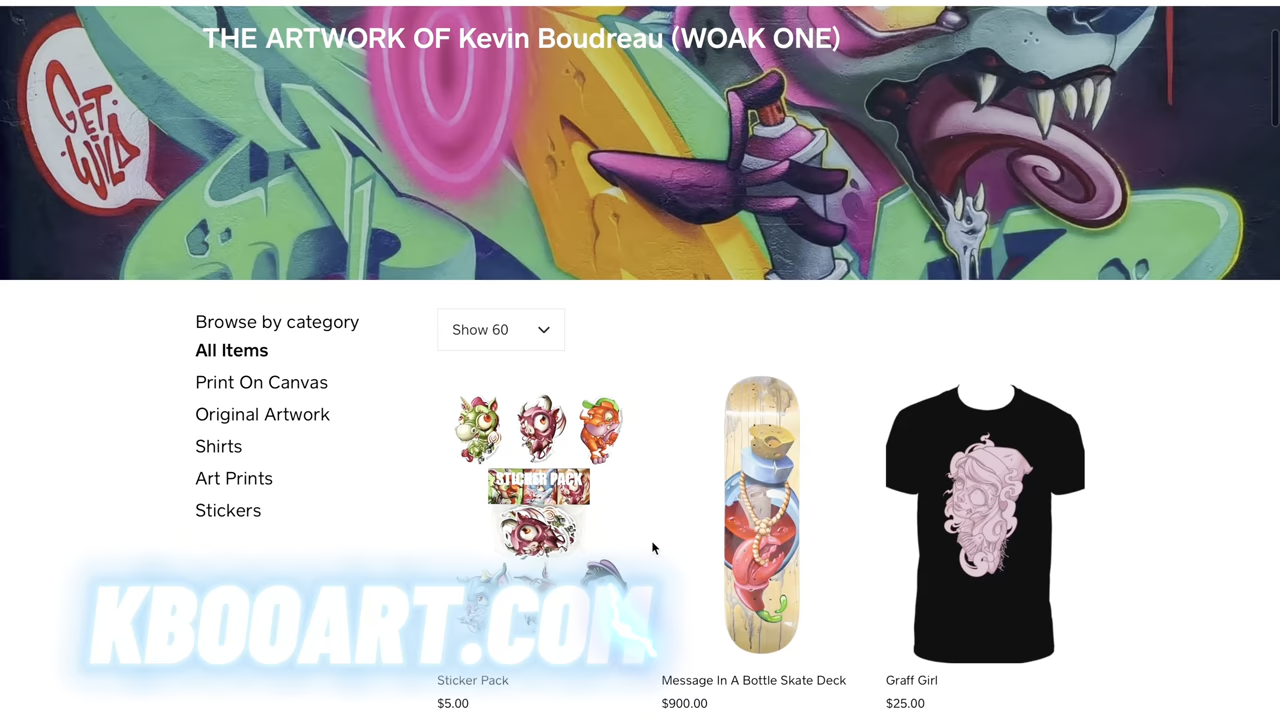 THE ARTWORK OF Kevin Boudreau (WOAK ONE)
GET
WILD
Browse by category
All Items
Print On Canvas
Original Artwork
Shirts
Art Prints
Stickers
Show 60
STICKER PACK
KBOOART.COM
Sticker Pack
$5.00
Message In A Bottle Skate Deck
$900.00
Graff Girl
$25.00